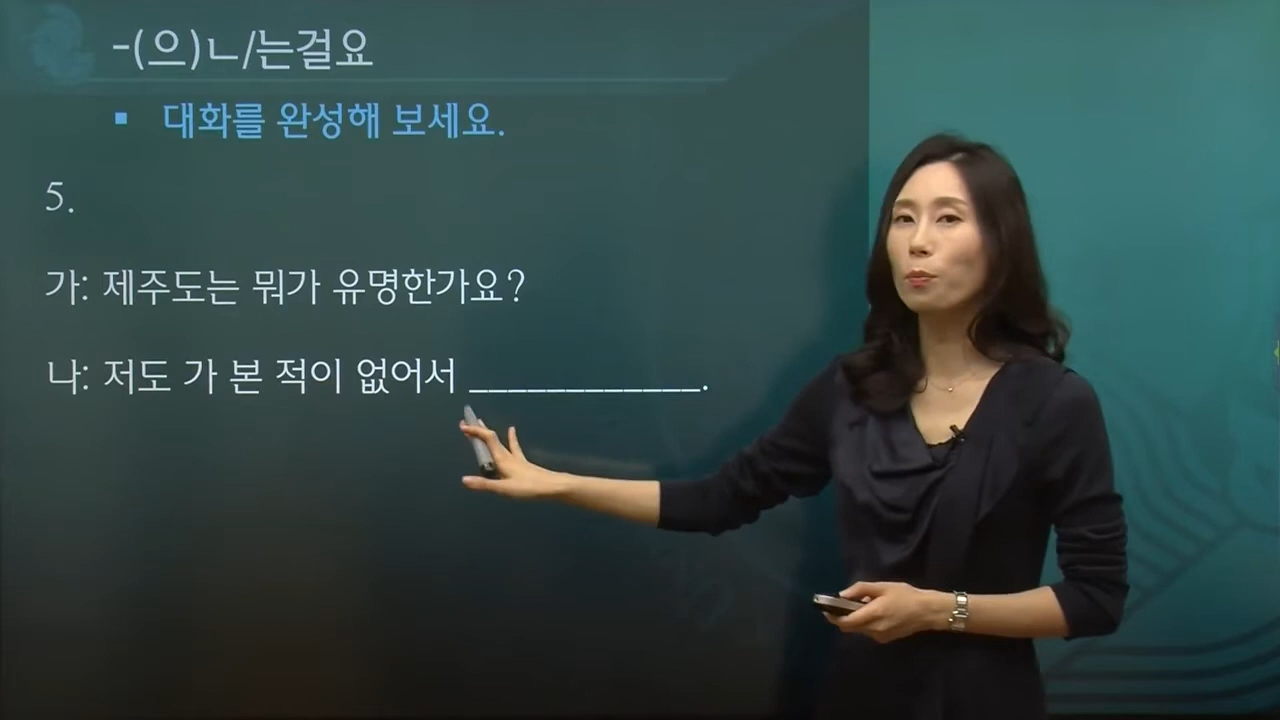 -(으)ㄴ/는걸요
▪ 대화를 완성해 보세요.
5.
가: 제주도는 뭐가 유명한가요?
나: 저도 가 본 적이 없어서 ____________.